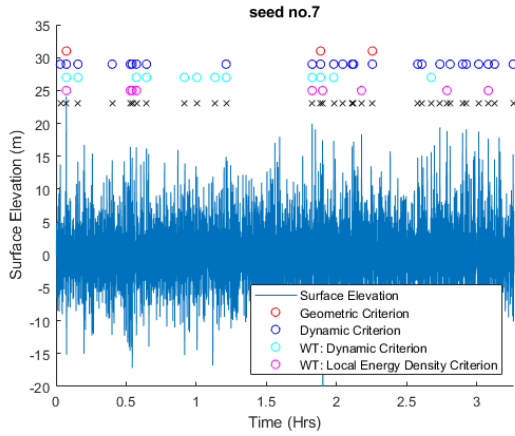 seed no.7
35
30
25
20
15
10
5
0
-5
-10
-15
-20
Surface Elevation (m)
0 0.5 1 1.5 2 2.5 3
Time (Hrs)
Surface Elevation
Geometric Criterion
Dynamic Criterion
WT: Dynamic Criterion
WT: Local Energy Density Criterion